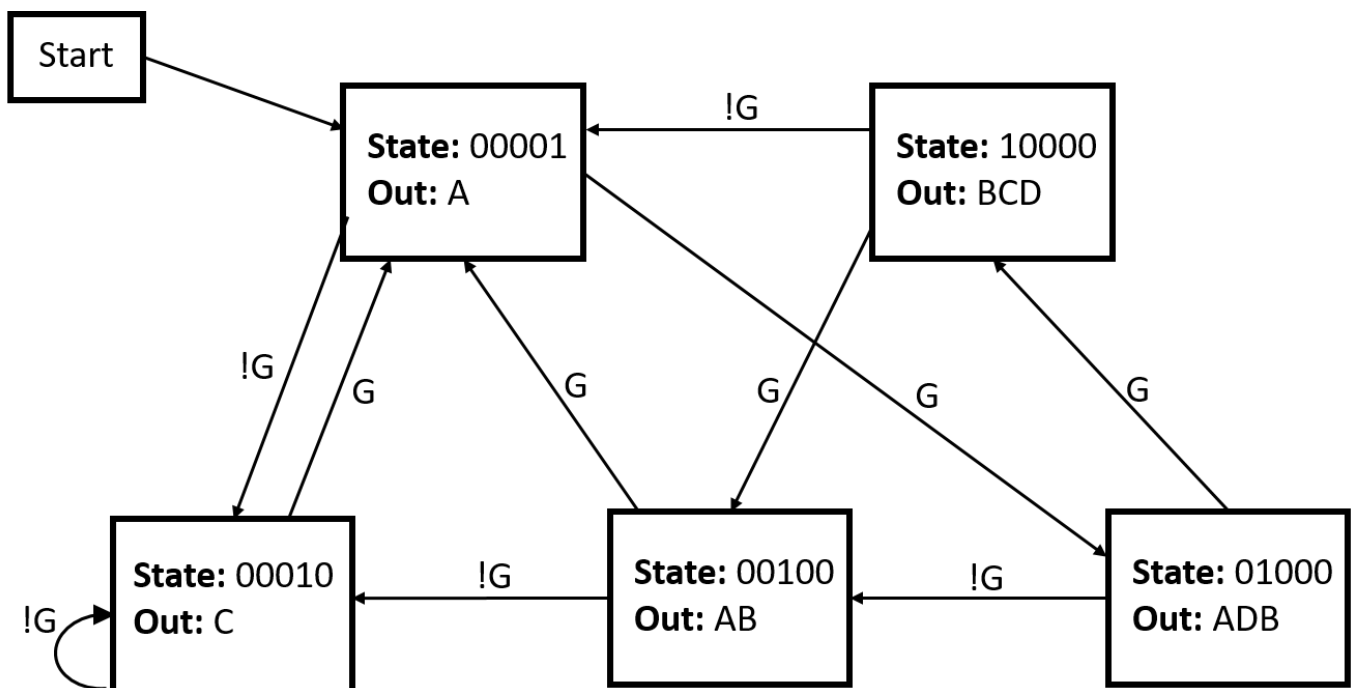 Start
!G
State: 00001
Out: A
State: 10000
Out: BCD
!G
G
G
G
G
G
!G
!G
State: 00010
Out: C
State: 00100
Out: AB
State: 01000
Out: ADB
!G